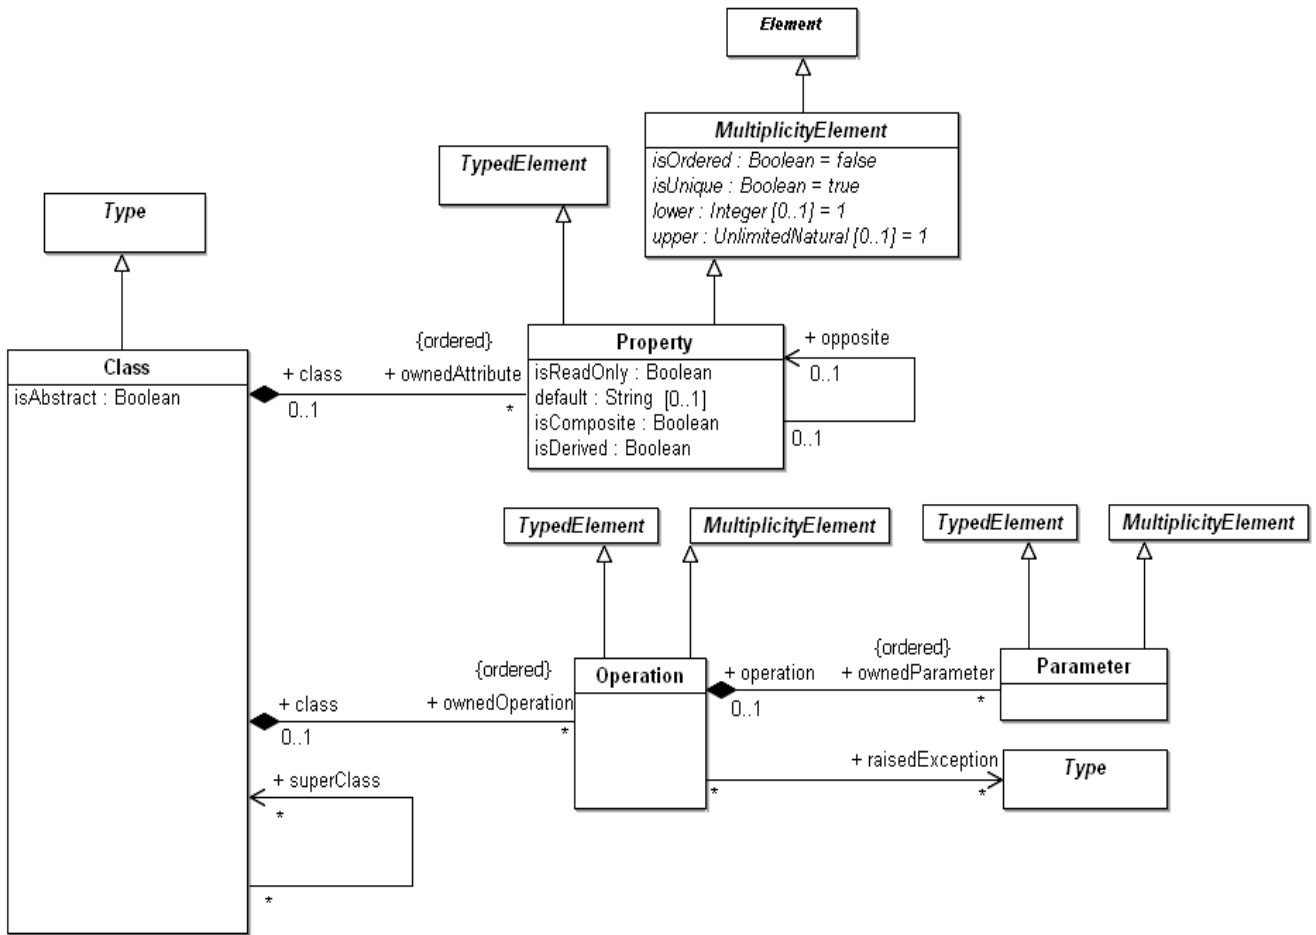 Element
MultiplicityElement
isOrdered : Boolean = false
isUnique : Boolean = true
lower : Integer [0..1] = 1
upper : UnlimitedNatural [0..1] = 1
TypedElement
Type
Class
isAbstract : Boolean
+ class
0..1
{ordered}
+ ownedAttribute
*
Property
isReadOnly : Boolean
default : String [0..1]
isComposite : Boolean
isDerived : Boolean
+ opposite
0..1
0..1
TypedElement
MultiplicityElement
TypedElement
MultiplicityElement
+ class
0..1
{ordered}
+ ownedOperation
*
Operation
+ operation
0..1
{ordered}
+ ownedParameter
*
Parameter
+ raisedException
*
*
Type
+ superClass
*
*